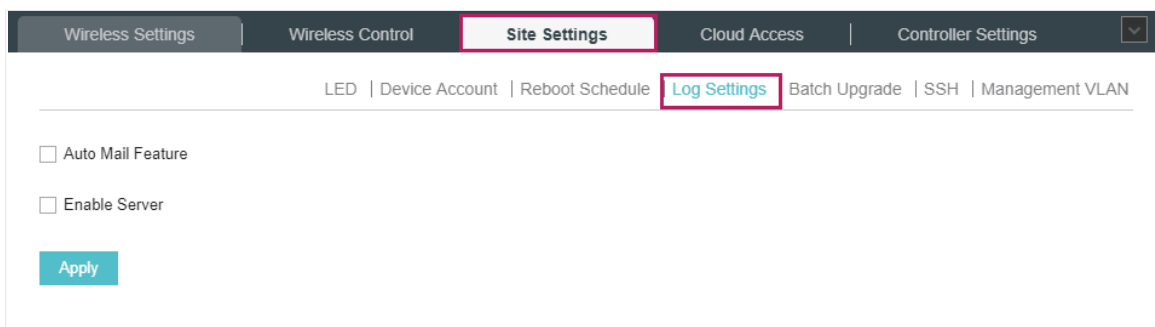 Wireless Settings | Wireless Control Site Settings Cloud Access | Controller Settings
LED | Device Account | Reboot Schedule | Log Settings Batch Upgrade | SSH | Management VLAN
Auto Mail Feature
Enable Server
Apply